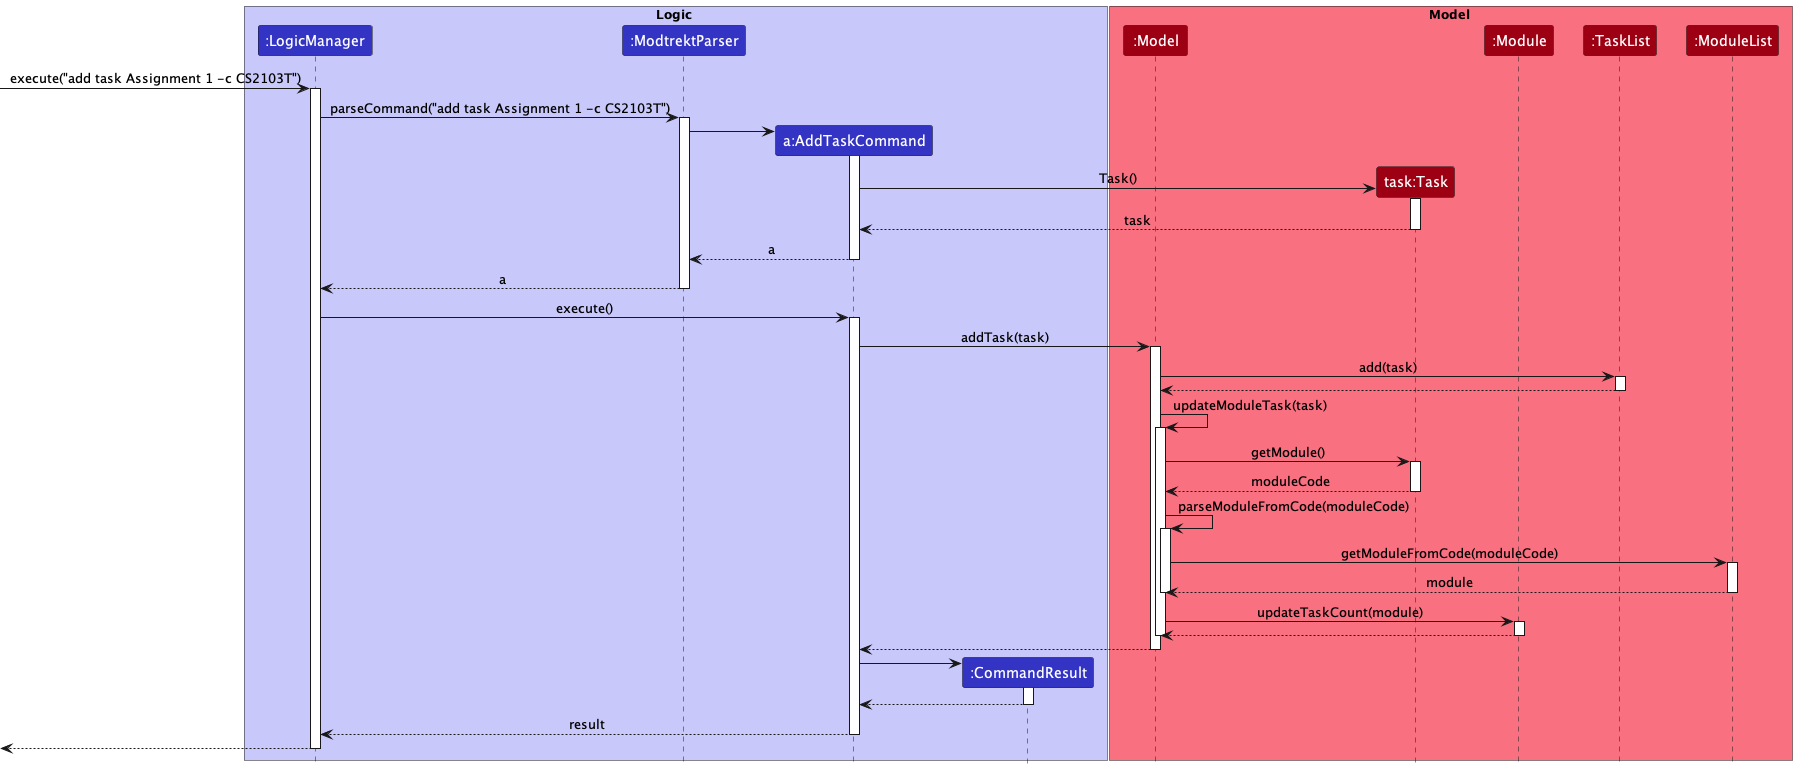 Logic
Model
:LogicManager
:ModtrektParser
:Model
:Module
:TaskList
:ModuleList
execute("add task Assignment 1 -c CS2103T")
parseCommand("add task Assignment 1 -c CS2103T")
a:AddTaskCommand
Task()
task:Task
task
a
a
execute()
addTask(task)
add(task)
updateModuleTask(task)
getModule()
moduleCode
parseModuleFromCode(moduleCode)
getModuleFromCode(moduleCode)
module
updateTaskCount(module)
:CommandResult
result